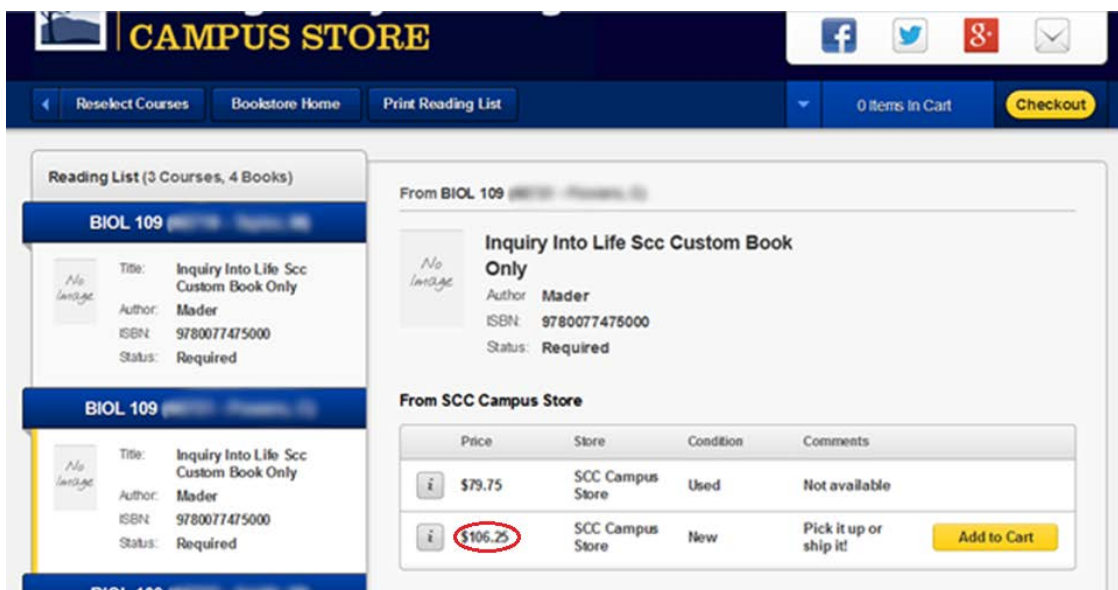 CAMPUS STORE
Reselect Courses
Bookstore Home
Print Reading List
0 Items In Cart
Checkout
Reading List (3 Courses, 4 Books)
BIOL 109
No Image
Title: Inquiry Into Life Scc
Custom Book Only
Author: Mader
ISBN: 9780077475000
Status: Required
BIOL 109
No Image
Title: Inquiry Into Life Scc
Custom Book Only
Author: Mader
ISBN: 9780077475000
Status: Required
From BIOL 109
No Image
Inquiry Into Life Scc Custom Book
Only
Author Mader
ISBN: 9780077475000
Status: Required
From SCC Campus Store
Price Store Condition Comments
i $79.75 SCC Campus Store Used Not available
i $106.25 SCC Campus Store New Pick it up or ship it! Add to Cart